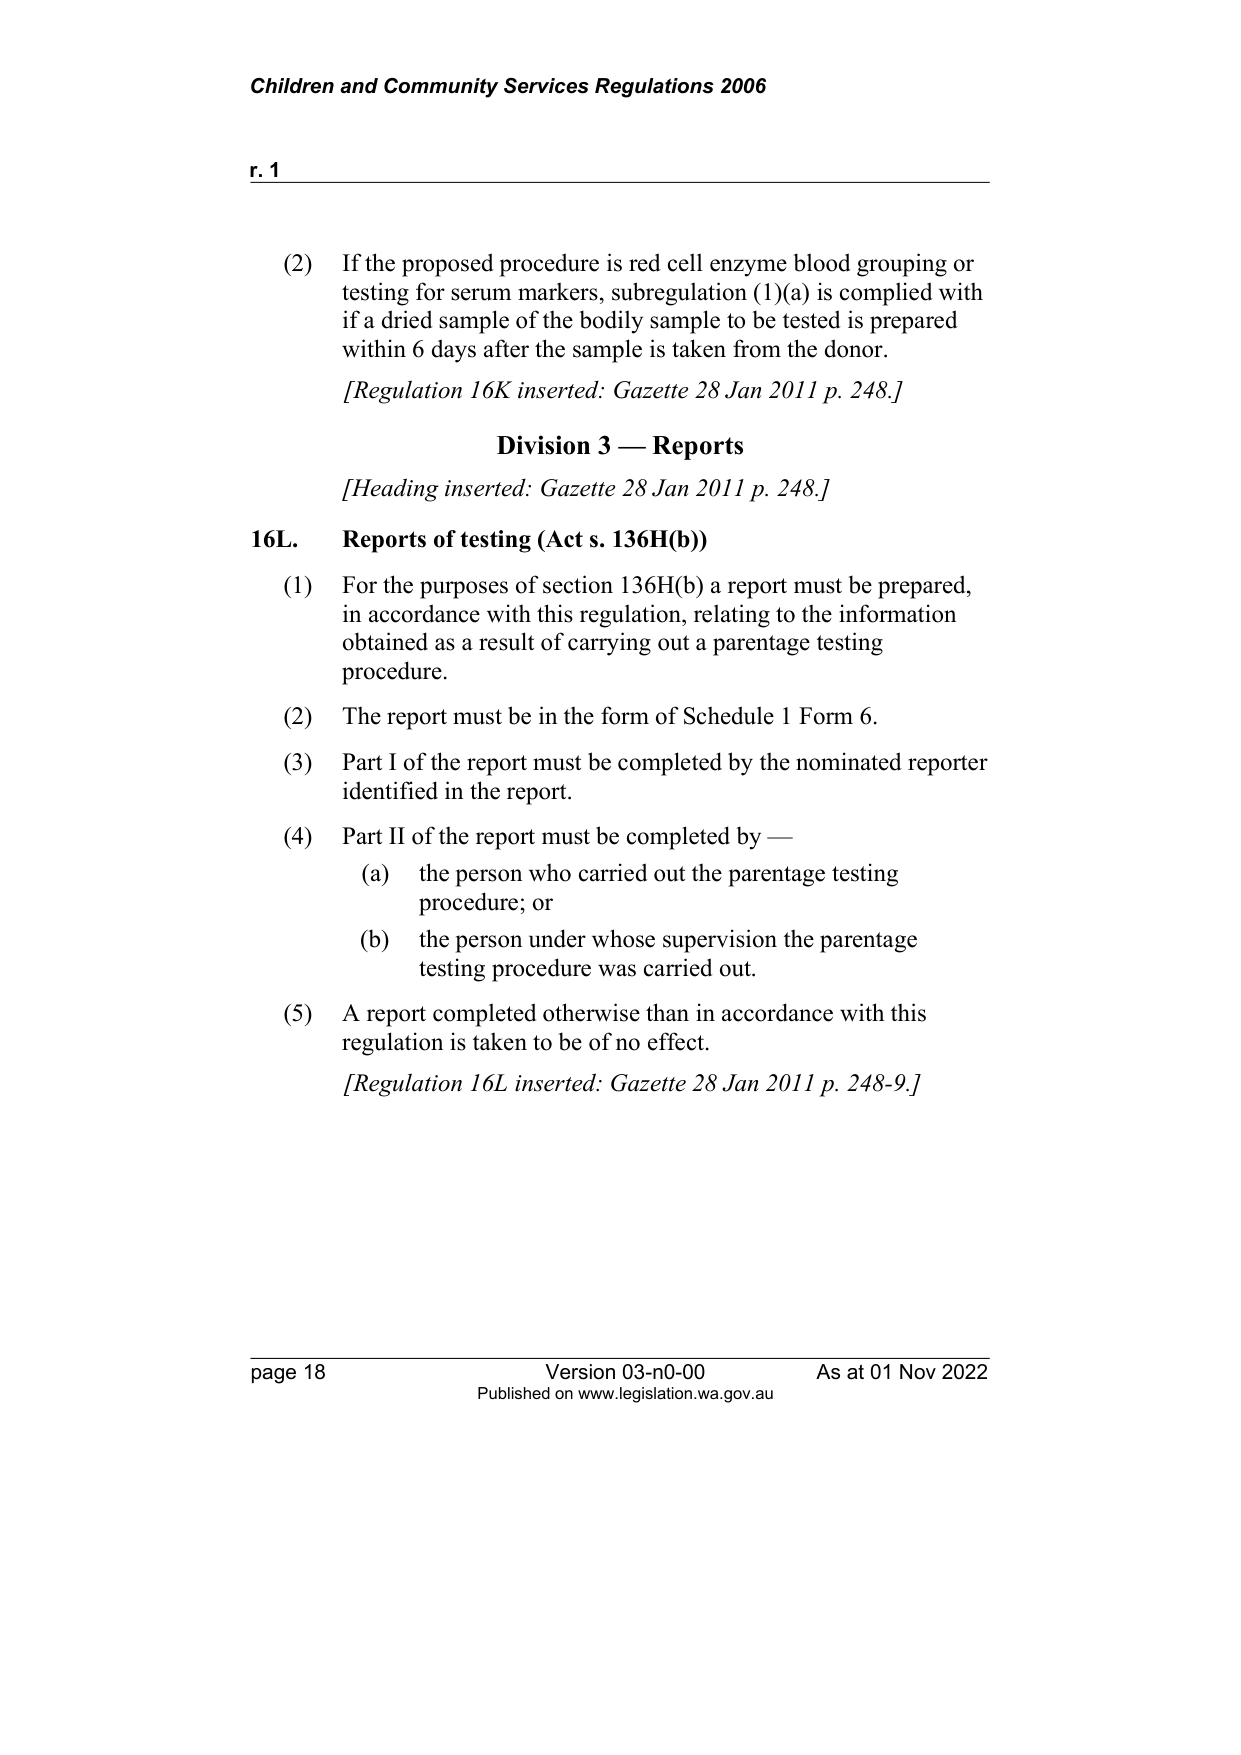 Children and Community Services Regulations 2006
r. 1
(2) If the proposed procedure is red cell enzyme blood grouping or
testing for serum markers, subregulation (1)(a) is complied with
if a dried sample of the bodily sample to be tested is prepared
within 6 days after the sample is taken from the donor.
[Regulation 16K inserted: Gazette 28 Jan 2011 p. 248.]
Division 3 — Reports
[Heading inserted: Gazette 28 Jan 2011 p. 248.]
16L. Reports of testing (Act s. 136H(b))
(1) For the purposes of section 136H(b) a report must be prepared,
in accordance with this regulation, relating to the information
obtained as a result of carrying out a parentage testing
procedure.
(2) The report must be in the form of Schedule 1 Form 6.
(3) Part I of the report must be completed by the nominated reporter
identified in the report.
(4) Part II of the report must be completed by —
(a) the person who carried out the parentage testing
procedure; or
(b) the person under whose supervision the parentage
testing procedure was carried out.
(5) A report completed otherwise than in accordance with this
regulation is taken to be of no effect.
[Regulation 16L inserted: Gazette 28 Jan 2011 p. 248-9.]
page 18 Version 03-n0-00 As at 01 Nov 2022
Published on www.legislation.wa.gov.au